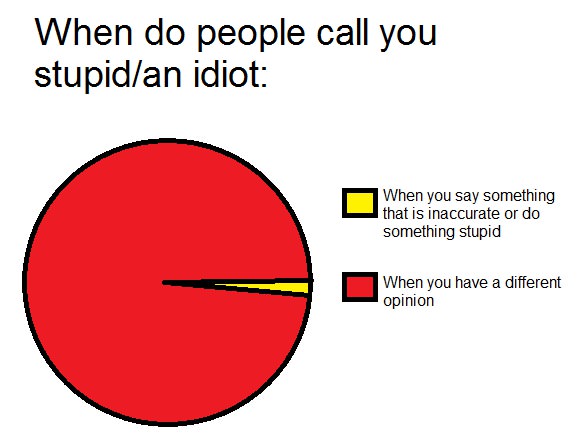 When do people call you
stupid/an idiot:
When you say something
that is inaccurate or do
something stupid
When you have a different
opinion